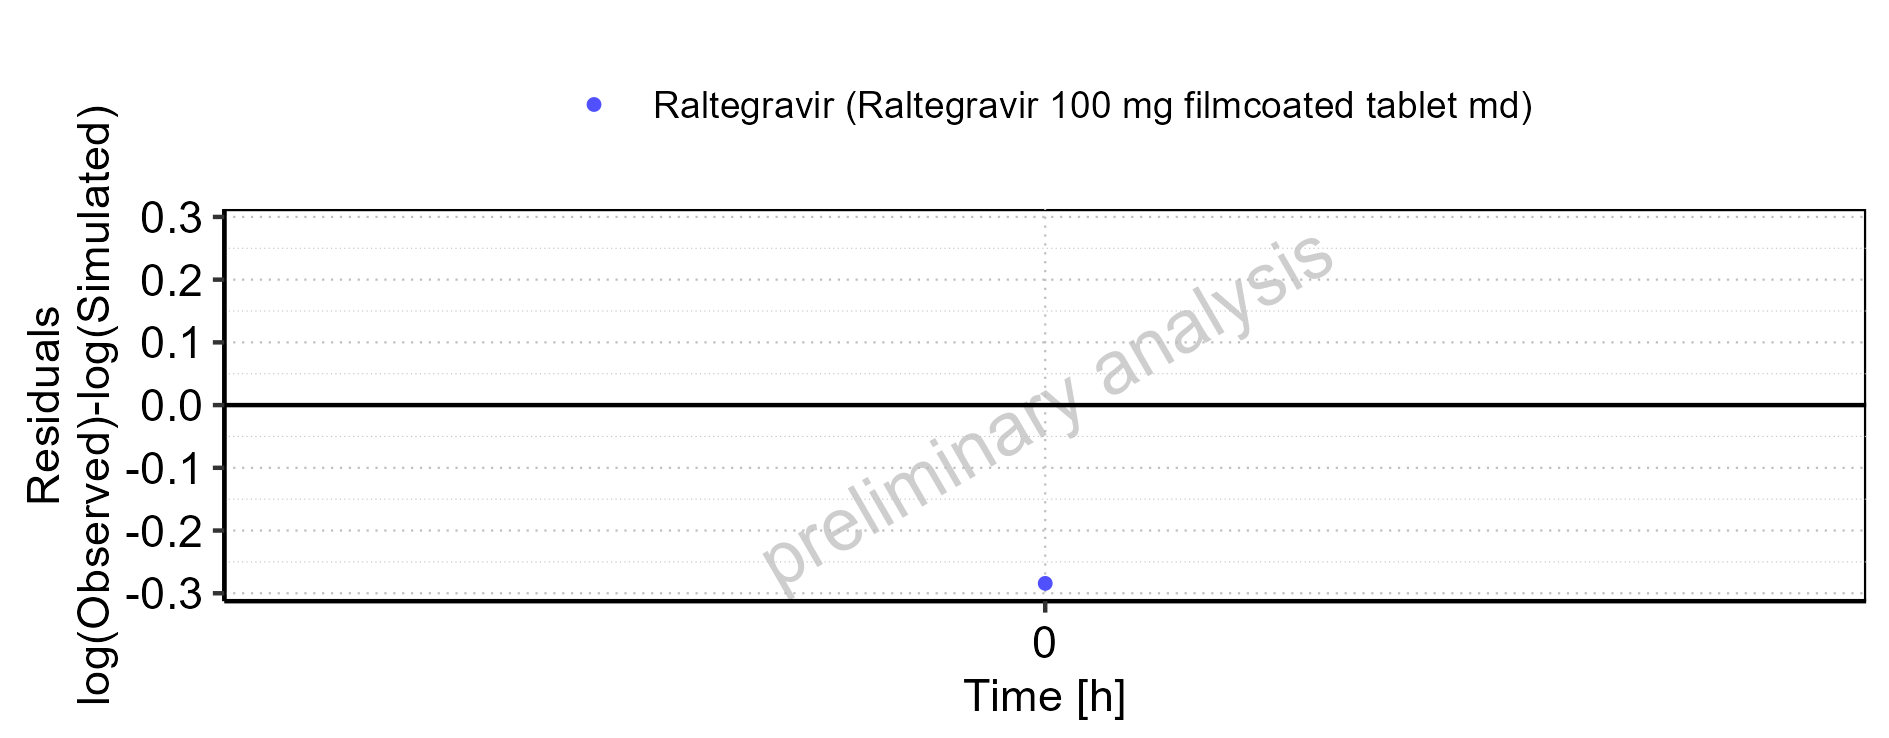 Raltegravir (Raltegravir 100 mg filmcoated tablet md)
Residuals
log(Observed)-log(Simulated)
0.3
0.2
0.1
0.0
-0.1
-0.2
-0.3
preliminary analysis
0
Time [h]